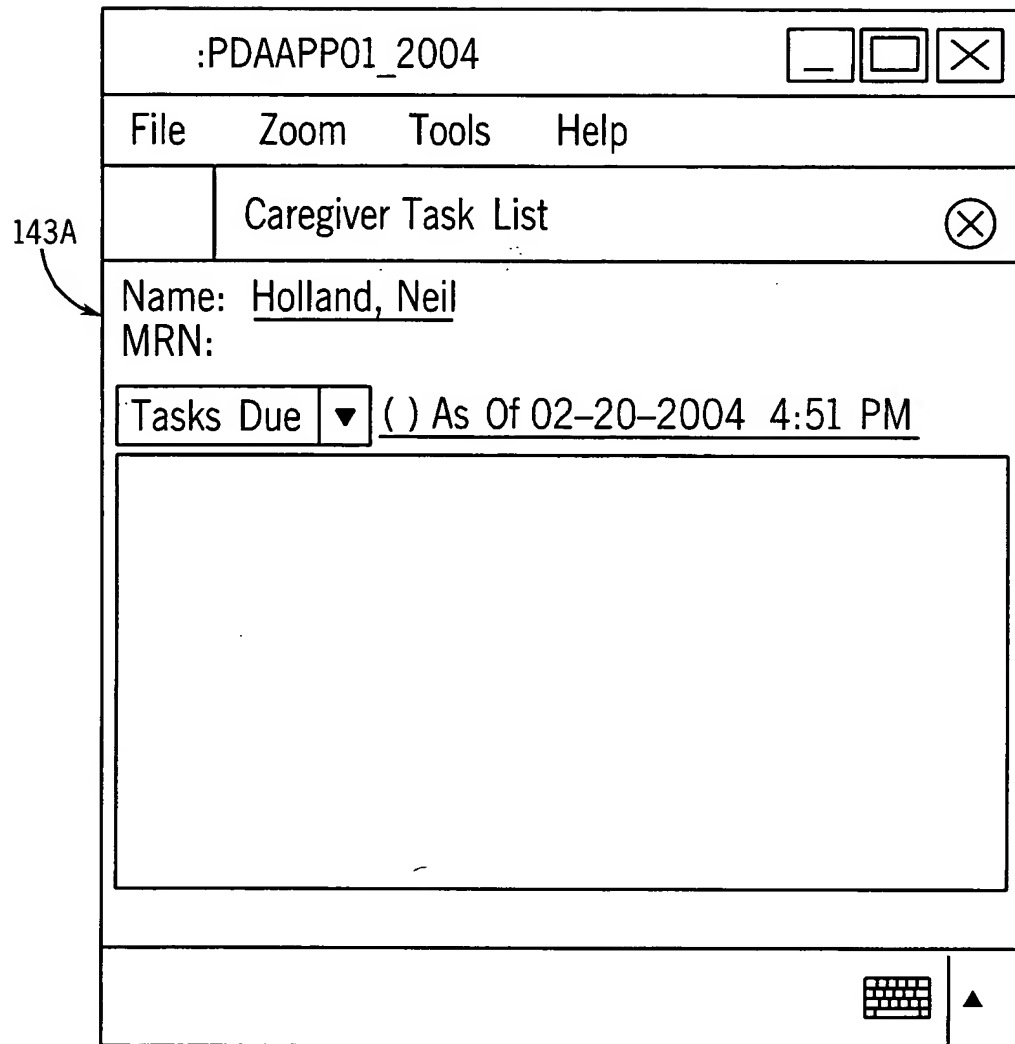 :PDAAPP01_2004
File Zoom Tools Help
Caregiver Task List
143A
Name: Holland, Neil
MRN:
Tasks Due ( ) As Of 02–20–2004 4:51 PM